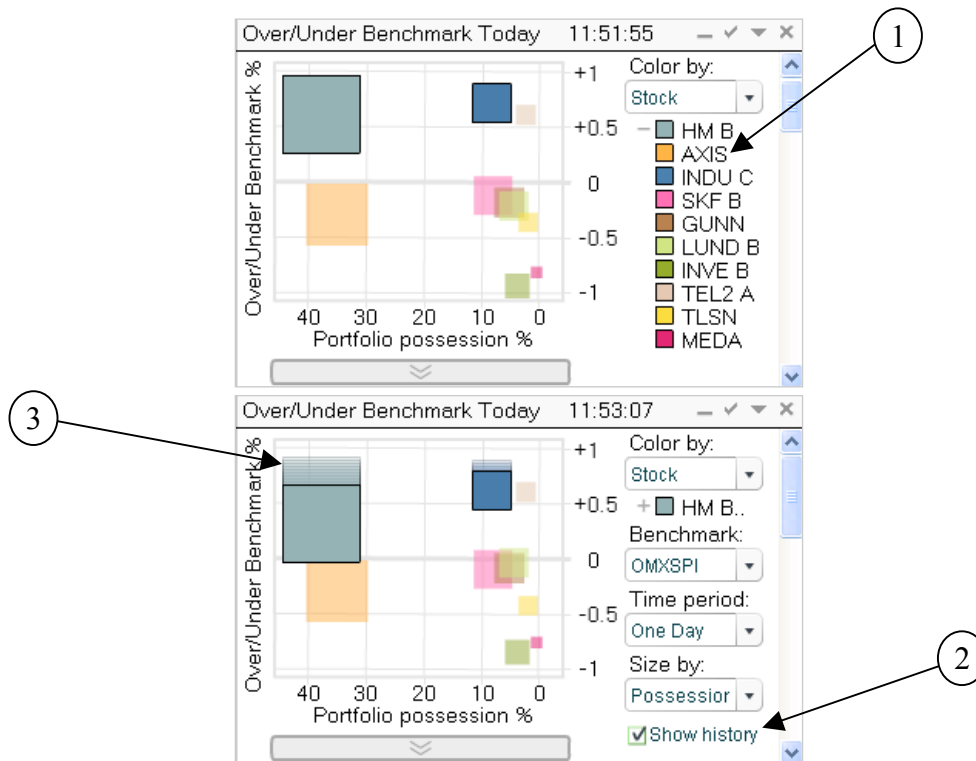 Over/Under Benchmark Today 11:51:55
1
Over/Under Benchmark %
+1
+0.5
0
-0.5
-1
40 30 20 10 0
Portfolio possession %
Color by:
Stock
HM B
AXIS
INDU C
SKF B
GUNN
LUND B
INVE B
TEL2 A
TLSN
MEDA
Over/Under Benchmark Today 11:53:07
3
Over/Under Benchmark %
+1
+0.5
0
-0.5
-1
40 30 20 10 0
Portfolio possession %
Color by:
Stock
HM B..
Benchmark:
OMXSPI
Time period:
One Day
Size by:
Possession
Show history
2